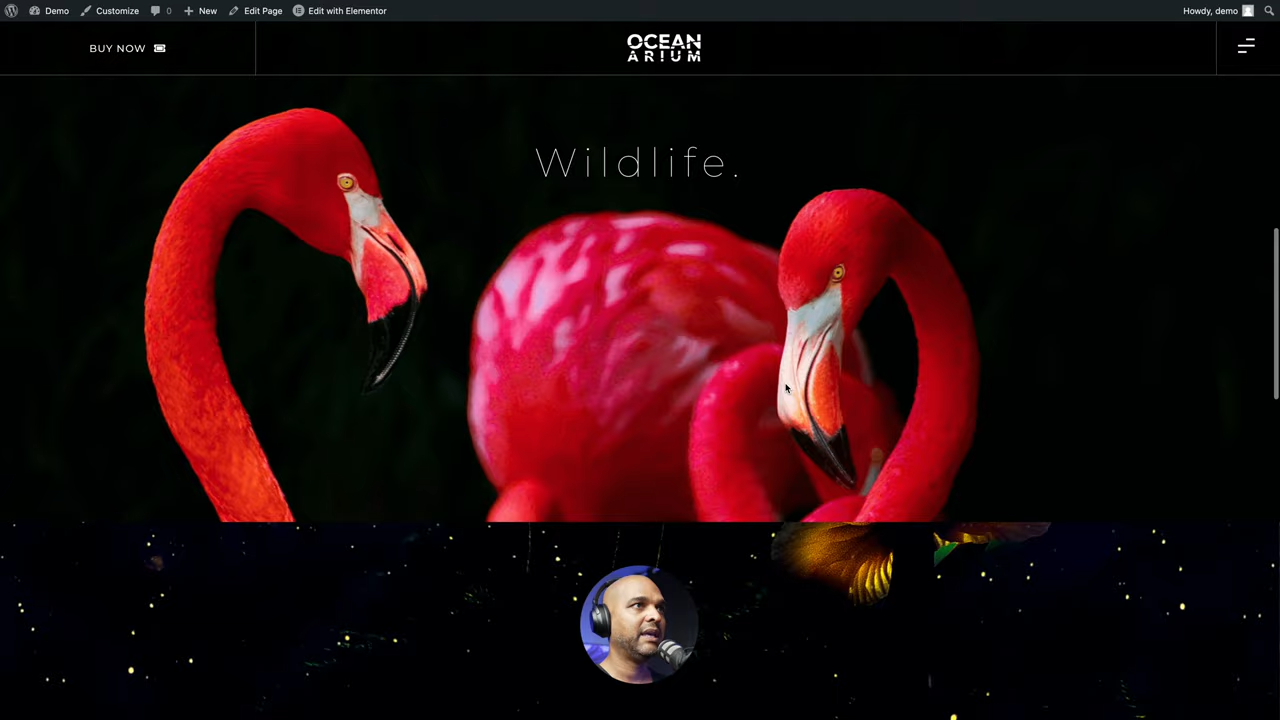 Demo
Customize
0
New
Edit Page
Edit with Elementor
Howdy, demo
BUY NOW
OCEAN
ARIUM
Wildlife.